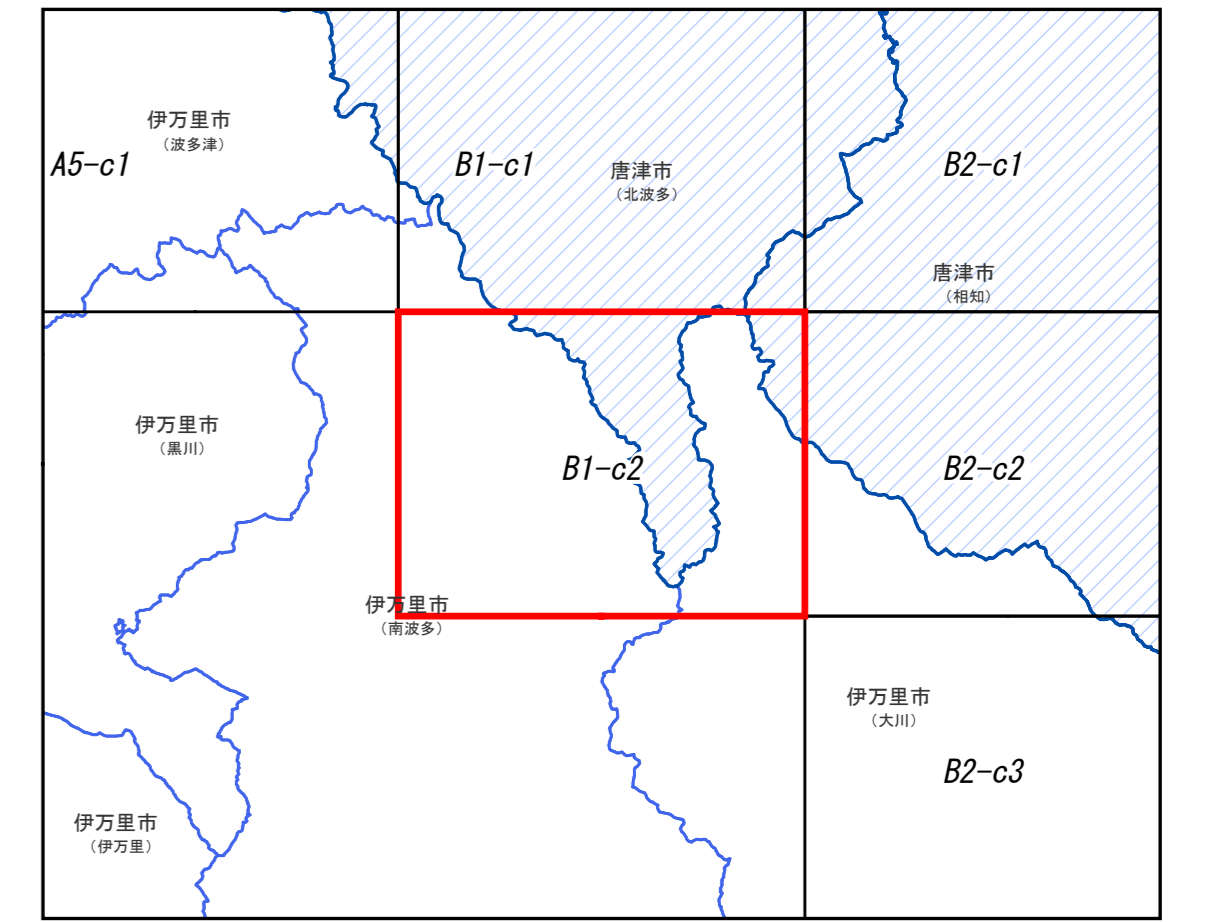 伊万里市
（波多津）
A5-c1
B1-c1
唐津市
（北波多）
B2-c1
唐津市
（相知）
伊万里市
（黒川）
B1-c2
B2-c2
伊万里市
（南波多）
伊万里市
（大川）
B2-c3
伊万里市
（伊万里）